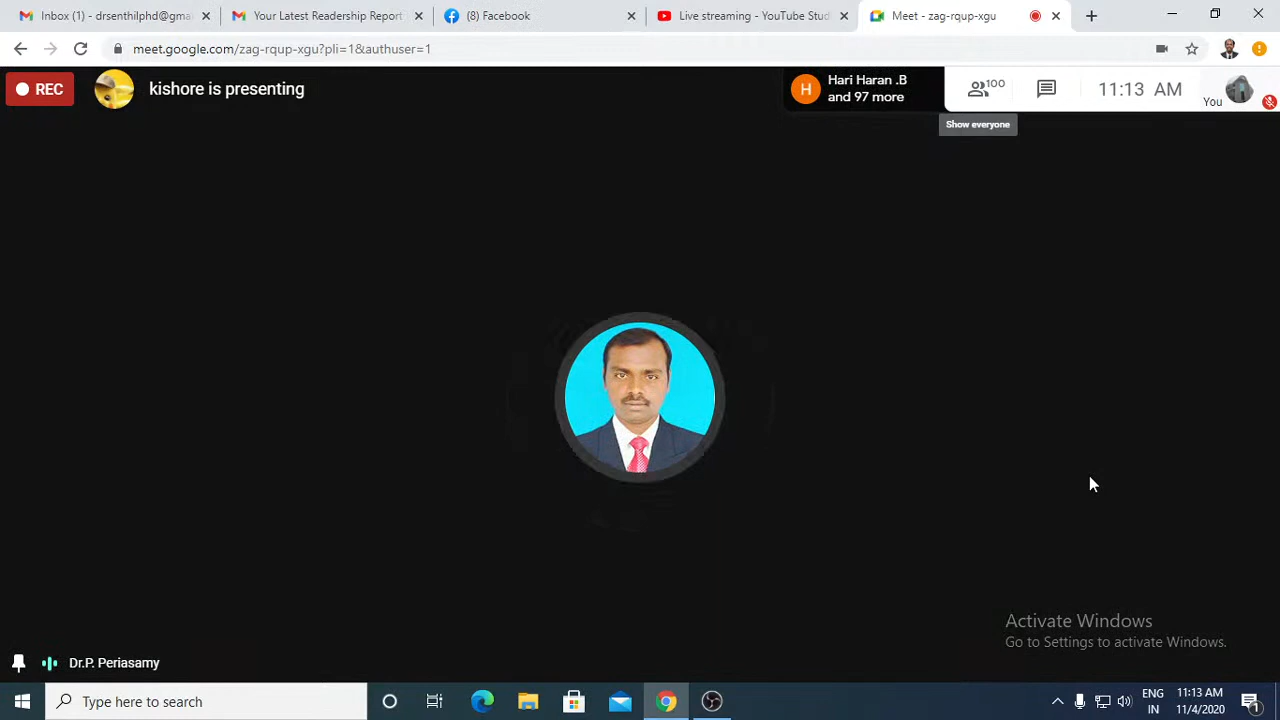 Inbox (1) - drsenthilphd@gma
Your Latest Readership Report
(8) Facebook
Live streaming - YouTube Stud
Meet - zag-rqup-xgu
meet.google.com/zag-rqup-xgu?pli=1&authuser=1
REC
kishore is presenting
H
Hari Haran .B
and 97 more
100
11:13 AM
You
Show everyone
Activate Windows
Go to Settings to activate Windows.
Dr.P. Periasamy
Type here to search
ENG
IN
11:13 AM
11/4/2020
1